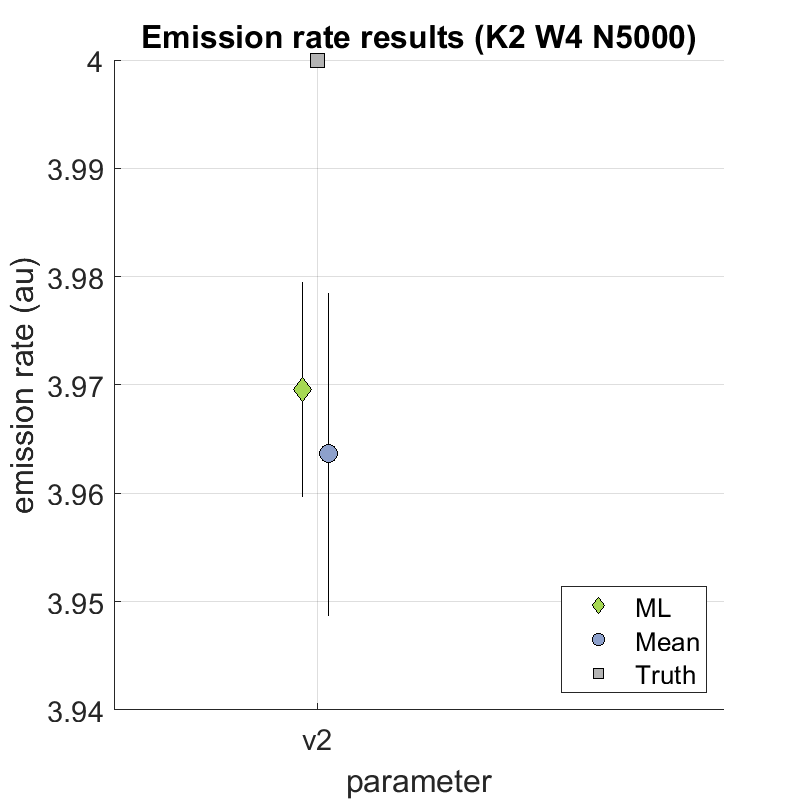 Emission rate results (K2 W4 N5000)
4
3.99
3.98
3.97
3.96
3.95
3.94
emission rate (au)
ML
Mean
Truth
v2
parameter